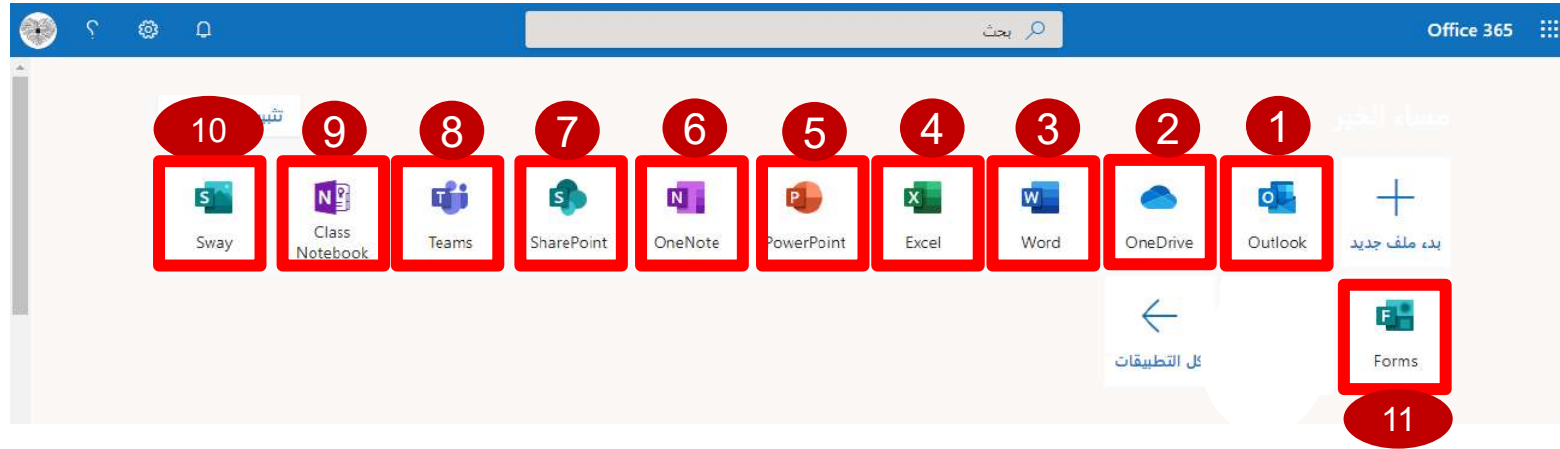 Office 365
بحث
؟
مساء الخير
1
2
3
4
5
6
7
8
9
10
بدء ملف جديد
Outlook
OneDrive
Word
Excel
PowerPoint
OneNote
SharePoint
Teams
Class
Notebook
Sway
Forms
كل التطبيقات
11